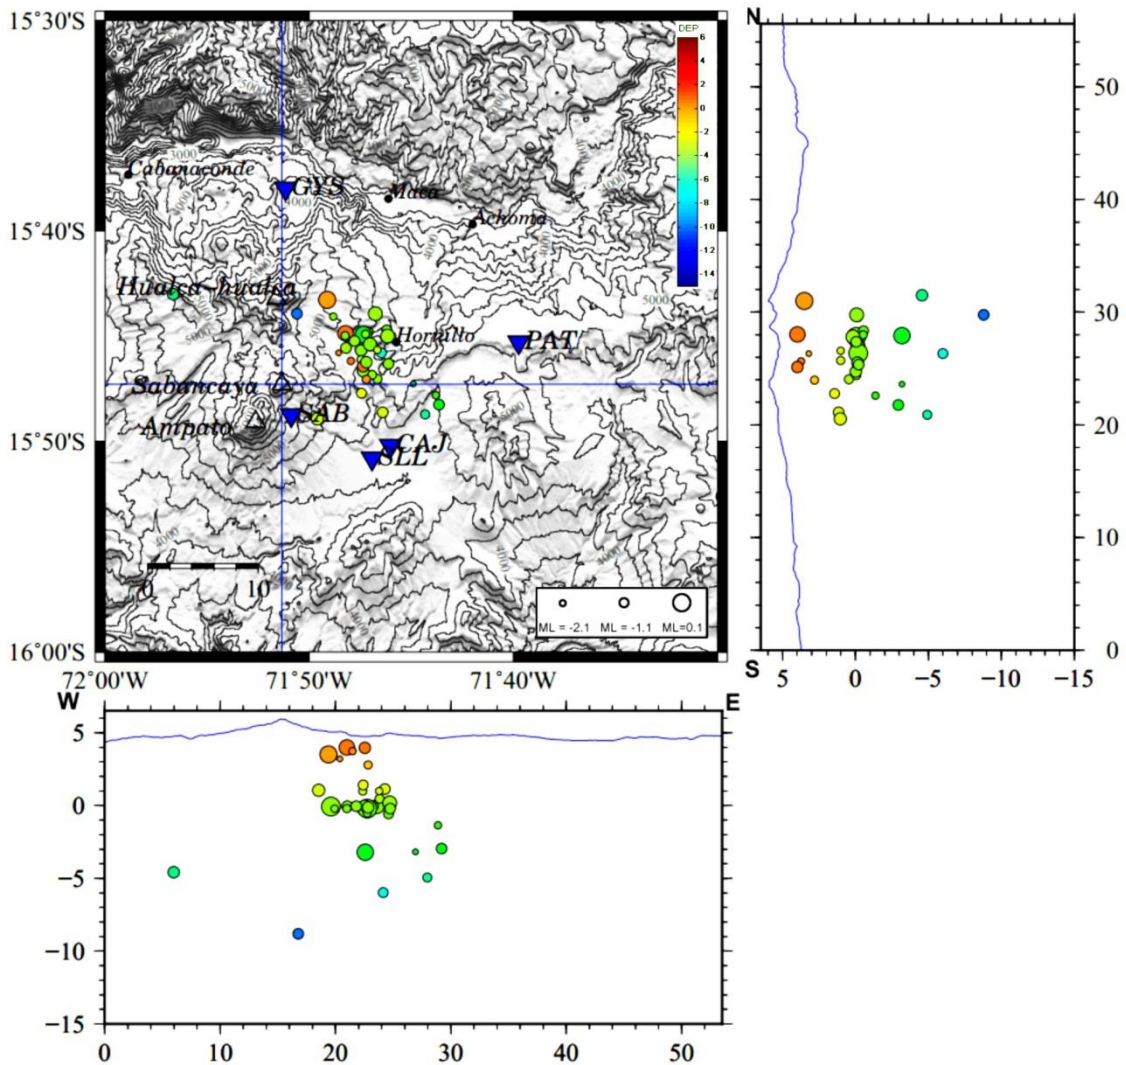 15°30'S
DEP
6
4
2
0
-2
-4
-6
-8
-10
-12
-14
3000
Cabanaconde
GYS
Maca
4000
Achoma
15°40'S
Hualca-hualca
5000
Hornillo
PAT
Sabancaya
SAB
Ampato
15°50'S
CAJ
SLL
4000
0 10
ML = -2.1 ML = -1.1 ML=0.1
16°00'S
72°00'W 71°50'W 71°40'W
N
50
40
30
20
10
0
S
5 0 −5 −10 −15
W E
5
0
−5
−10
−15
0 10 20 30 40 50